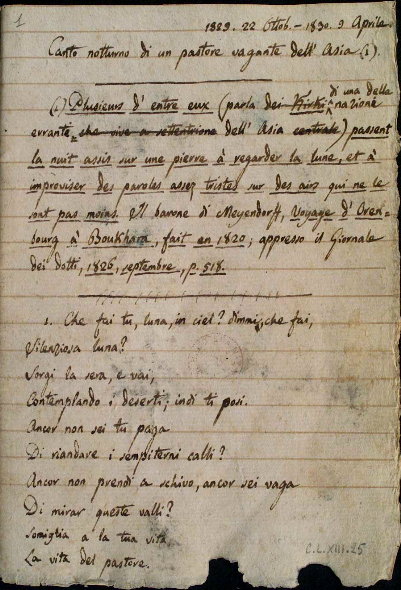 1
1829. 22 Ottob. - 1830. 9 Aprile.
Canto notturno di un pastore vagante dell' Asia (1).
(1) Plusieurs d'entre eux (parla dei Kirki di una delle nazione
errante, che vive a settentrione dell' Asia centrale) passent
la nuit assis sur une pierre à regarder la lune, et à
improviser des paroles assez tristes sur des airs qui ne le
sont pas moins. Il barone di Meyendorff, Voyage d'Oren=
bourg à Boukhara, fait en 1820; appresso il Giornale
dei dotti, 1826, septembre, p. 518.
1. Che fai tu, luna, in ciel? dimmi, che fai,
Silenziosa luna?
Sorgi la sera, e vai,
Contemplando i deserti; indi ti posi.
Ancor non sei tu paga
Di riandare i sempiterni calli?
Ancor non prendi a schivo, ancor sei vaga
Di mirar queste valli?
Somiglia a la tua vita
La vita del pastore.
C.L.XIII.25